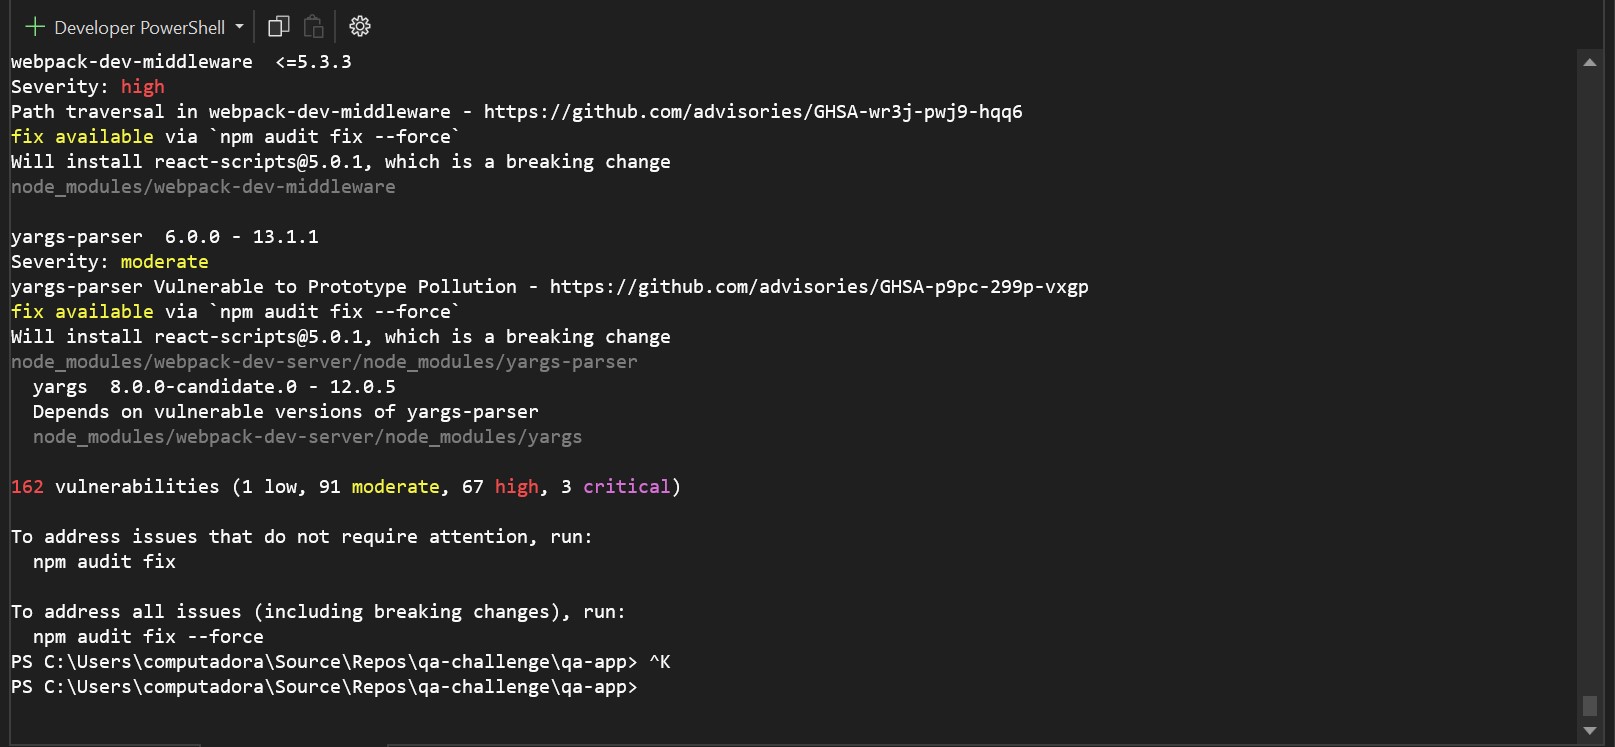 Developer PowerShell
webpack-dev-middleware  <=5.3.3
Severity: high
Path traversal in webpack-dev-middleware - https://github.com/advisories/GHSA-wr3j-pwj9-hqq6
fix available via `npm audit fix --force`
Will install react-scripts@5.0.1, which is a breaking change
node_modules/webpack-dev-middleware

yargs-parser  6.0.0 - 13.1.1
Severity: moderate
yargs-parser Vulnerable to Prototype Pollution - https://github.com/advisories/GHSA-p9pc-299p-vxgp
fix available via `npm audit fix --force`
Will install react-scripts@5.0.1, which is a breaking change
node_modules/webpack-dev-server/node_modules/yargs-parser
  yargs  8.0.0-candidate.0 - 12.0.5
  Depends on vulnerable versions of yargs-parser
  node_modules/webpack-dev-server/node_modules/yargs

162 vulnerabilities (1 low, 91 moderate, 67 high, 3 critical)

To address issues that do not require attention, run:
  npm audit fix

To address all issues (including breaking changes), run:
  npm audit fix --force
PS C:\Users\computadora\Source\Repos\qa-challenge\qa-app> ^K
PS C:\Users\computadora\Source\Repos\qa-challenge\qa-app>